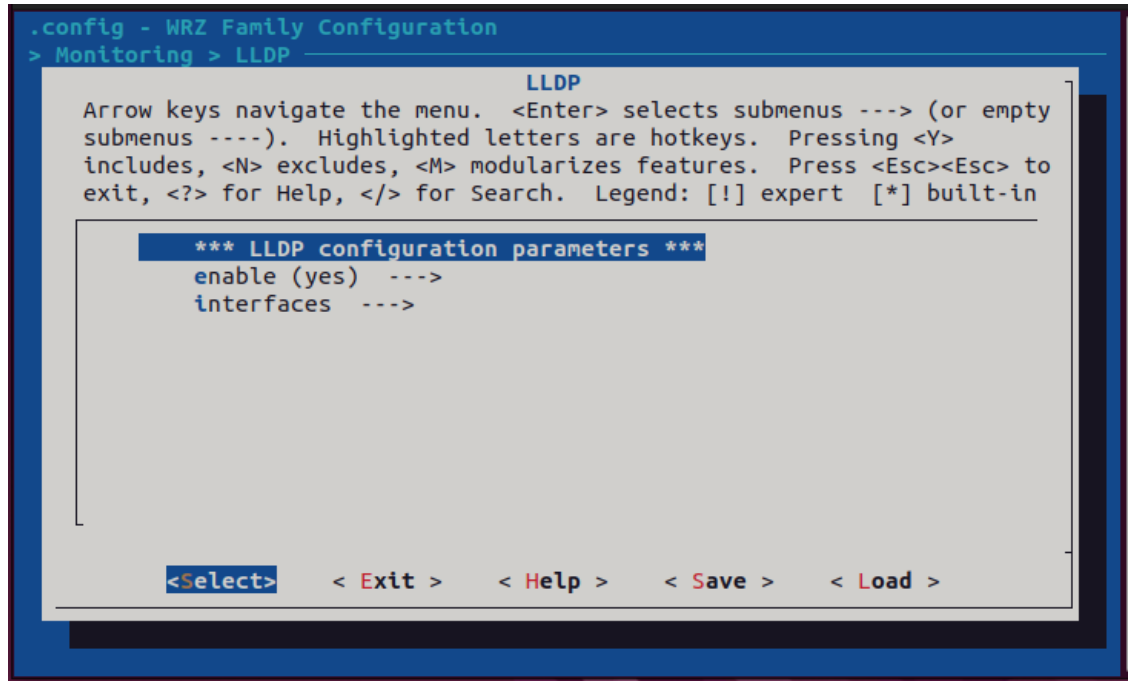 .config - WRZ Family Configuration
> Monitoring > LLDP
LLDP
Arrow keys navigate the menu.  <Enter> selects submenus ---> (or empty
submenus ----).  Highlighted letters are hotkeys.  Pressing <Y>
includes, <N> excludes, <M> modularizes features.  Press <Esc><Esc> to
exit, <?> for Help, </> for Search.  Legend: [!] expert  [*] built-in
*** LLDP configuration parameters ***
enable (yes)  --->
interfaces  --->
<Select>    < Exit >    < Help >    < Save >    < Load >